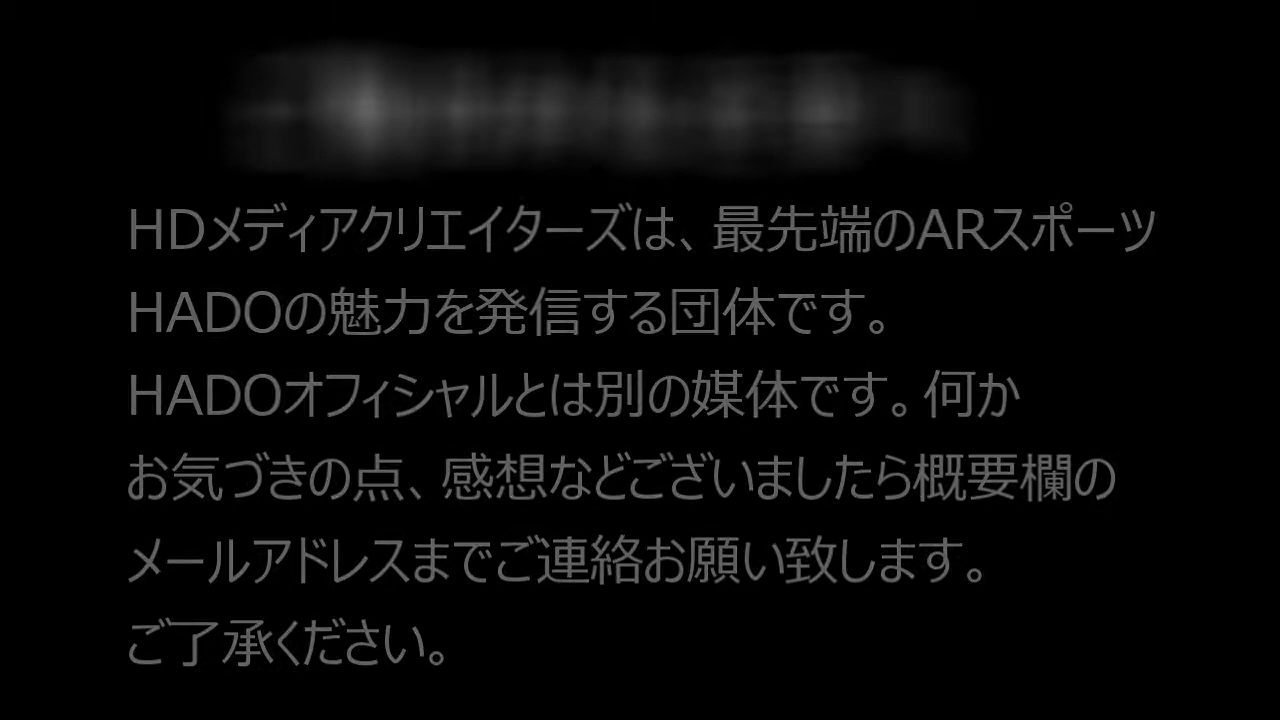 HDメディアクリエイターズは、最先端のARスポーツ
HADOの魅力を発信する団体です。
HADOオフィシャルとは別の媒体です。何か
お気づきの点、感想などございましたら概要欄の
メールアドレスまでご連絡お願い致します。
ご了承ください。